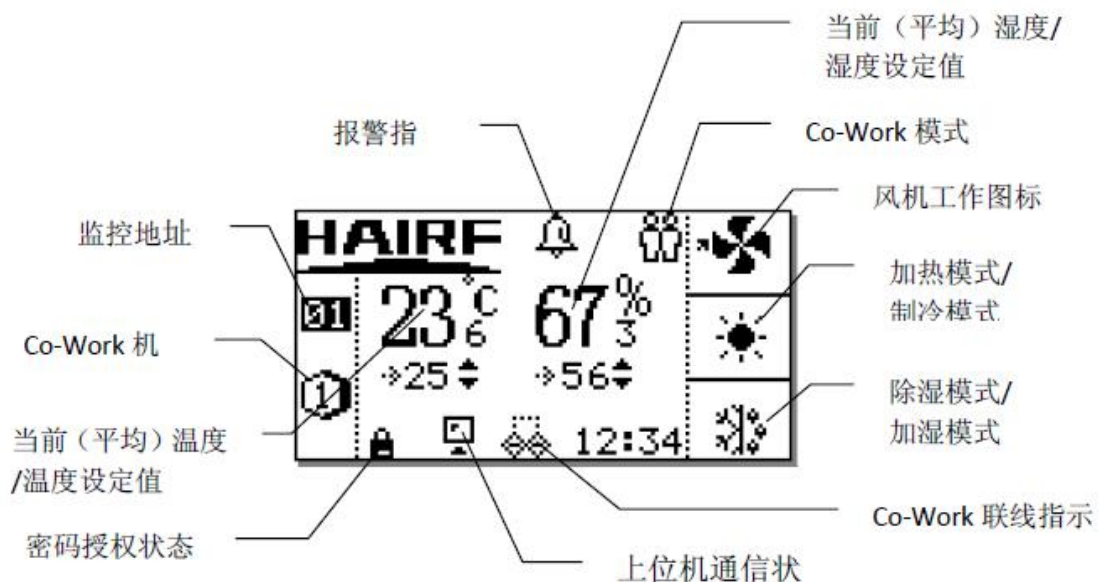 当前（平均）湿度/
湿度设定值
报警指
Co-Work 模式
风机工作图标
监控地址
HAIRF
23 °C 6
67 % 3
01
加热模式/
制冷模式
Co-Work 机
1
25
56
除湿模式/
加湿模式
当前（平均）温度
/温度设定值
12:34
Co-Work 联线指示
密码授权状态
上位机通信状